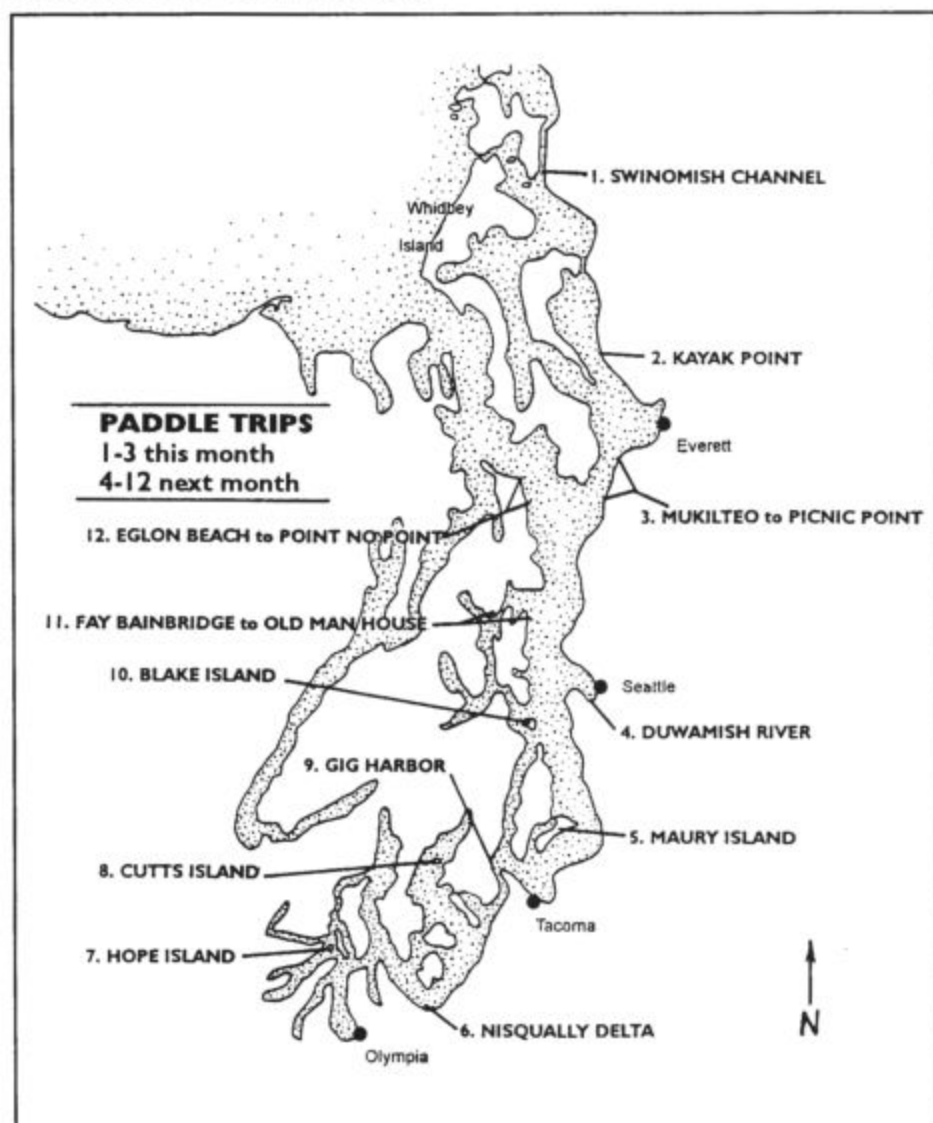 1. SWINOMISH CHANNEL
Whidbey
Island
2. KAYAK POINT
PADDLE TRIPS
1-3 this month
4-12 next month
Everett
3. MUKILTEO to PICNIC POINT
12. EGLON BEACH to POINT NO POINT
11. FAY BAINBRIDGE to OLD MAN HOUSE
10. BLAKE ISLAND
Seattle
4. DUWAMISH RIVER
9. GIG HARBOR
5. MAURY ISLAND
8. CUTTS ISLAND
Tacoma
7. HOPE ISLAND
6. NISQUALLY DELTA
Olympia
N